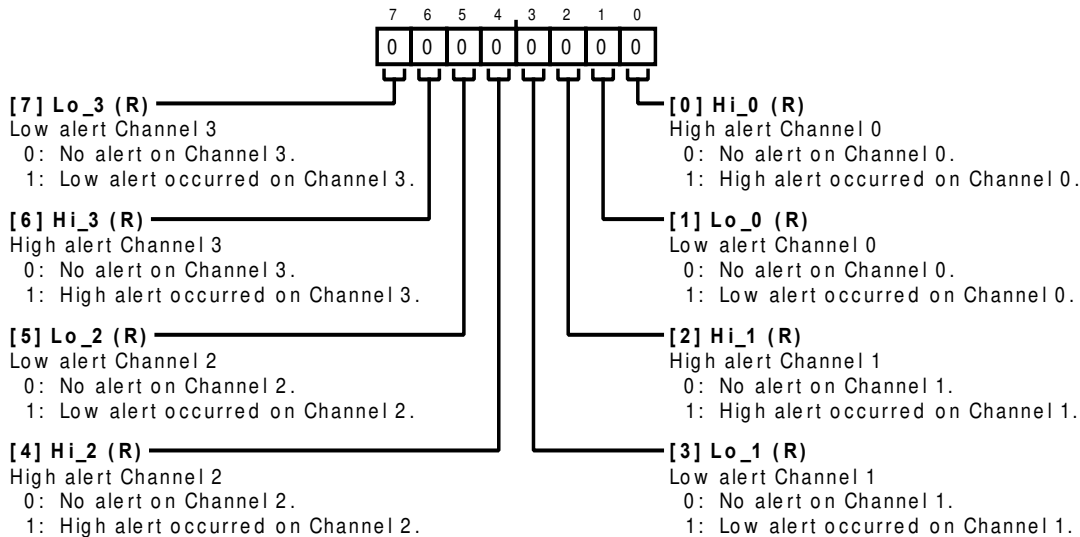 7 6 5 4 3 2 1 0
0 0 0 0 0 0 0 0
[7] Lo_3 (R)
Low alert Channel 3
0: No alert on Channel 3.
1: Low alert occurred on Channel 3.
[6] Hi_3 (R)
High alert Channel 3
0: No alert on Channel 3.
1: High alert occurred on Channel 3.
[5] Lo_2 (R)
Low alert Channel 2
0: No alert on Channel 2.
1: Low alert occurred on Channel 2.
[4] Hi_2 (R)
High alert Channel 2
0: No alert on Channel 2.
1: High alert occurred on Channel 2.
[0] Hi_0 (R)
High alert Channel 0
0: No alert on Channel 0.
1: High alert occurred on Channel 0.
[1] Lo_0 (R)
Low alert Channel 0
0: No alert on Channel 0.
1: Low alert occurred on Channel 0.
[2] Hi_1 (R)
High alert Channel 1
0: No alert on Channel 1.
1: High alert occurred on Channel 1.
[3] Lo_1 (R)
Low alert Channel 1
0: No alert on Channel 1.
1: Low alert occurred on Channel 1.